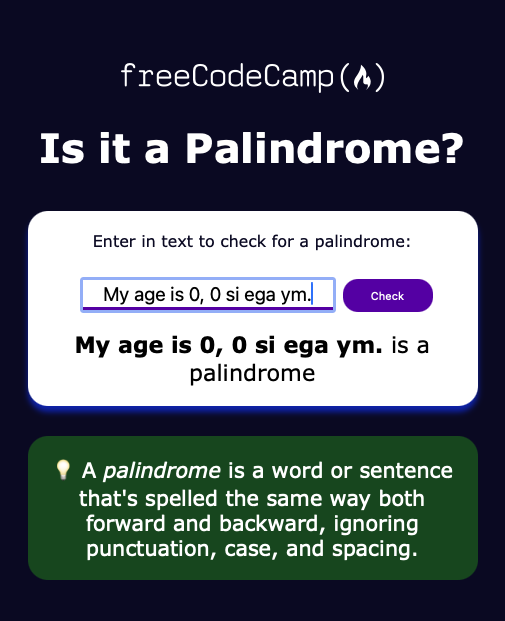 freeCodeCamp(🔥)
Is it a Palindrome?
Enter in text to check for a palindrome:
My age is 0, 0 si ega ym.
Check
My age is 0, 0 si ega ym. is a
palindrome
💡 A palindrome is a word or sentence
that's spelled the same way both
forward and backward, ignoring
punctuation, case, and spacing.